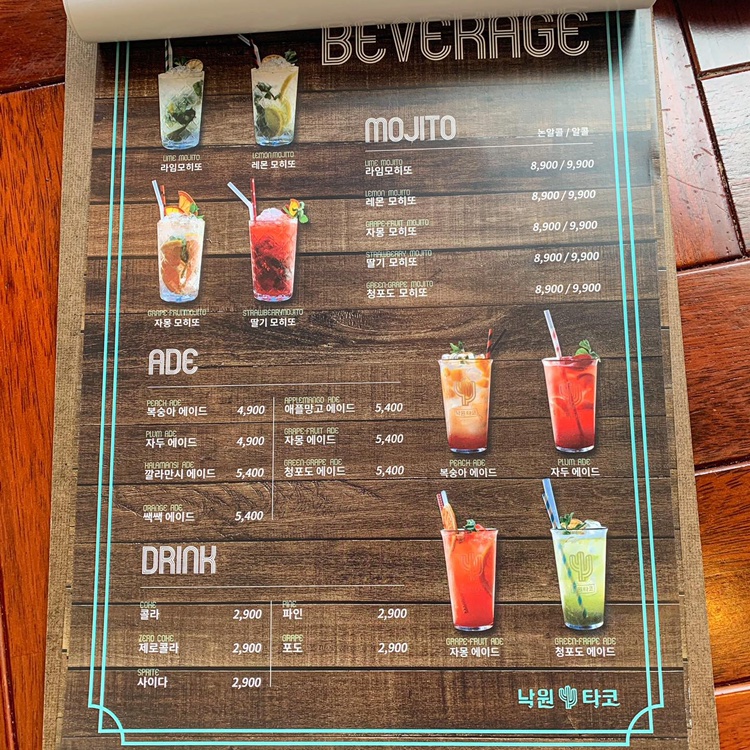 BEVERAGE
LIME MOJITO
라임모히또
LEMON MOJITO
레몬 모히또
GRAPE-FRUIT MOJITO
자몽 모히또
STRAWBERRY MOJITO
딸기 모히또
MOJITO
논알콜 / 알콜
LIME MOJITO
라임모히또
8,900 / 9,900
LEMON MOJITO
레몬 모히또
8,900 / 9,900
GRAPE-FRUIT MOJITO
자몽 모히또
8,900 / 9,900
STRAWBERRY MOJITO
딸기 모히또
8,900 / 9,900
GREEN-GRAPE MOJITO
청포도 모히또
8,900 / 9,900
ADE
PEACH ADE
복숭아 에이드 4,900
PLUM ADE
자두 에이드 4,900
KALAMANSI ADE
깔라만시 에이드 5,400
ORANGE ADE
쌕쌕 에이드 5,400
APPLEMANGO ADE
애플망고 에이드 5,400
GRAPE-FRUIT ADE
자몽 에이드 5,400
GREEN-GRAPE ADE
청포도 에이드 5,400
PEACH ADE
복숭아 에이드
PLUM ADE
자두 에이드
GRAPE-FRUIT ADE
자몽 에이드
GREEN-FRAPE ADE
청포도 에이드
DRINK
COKE
콜라 2,900
ZERO COKE
제로콜라 2,900
SPRITE
사이다 2,900
PINE
파인 2,900
GRAPE
포도 2,900
낙원 타코